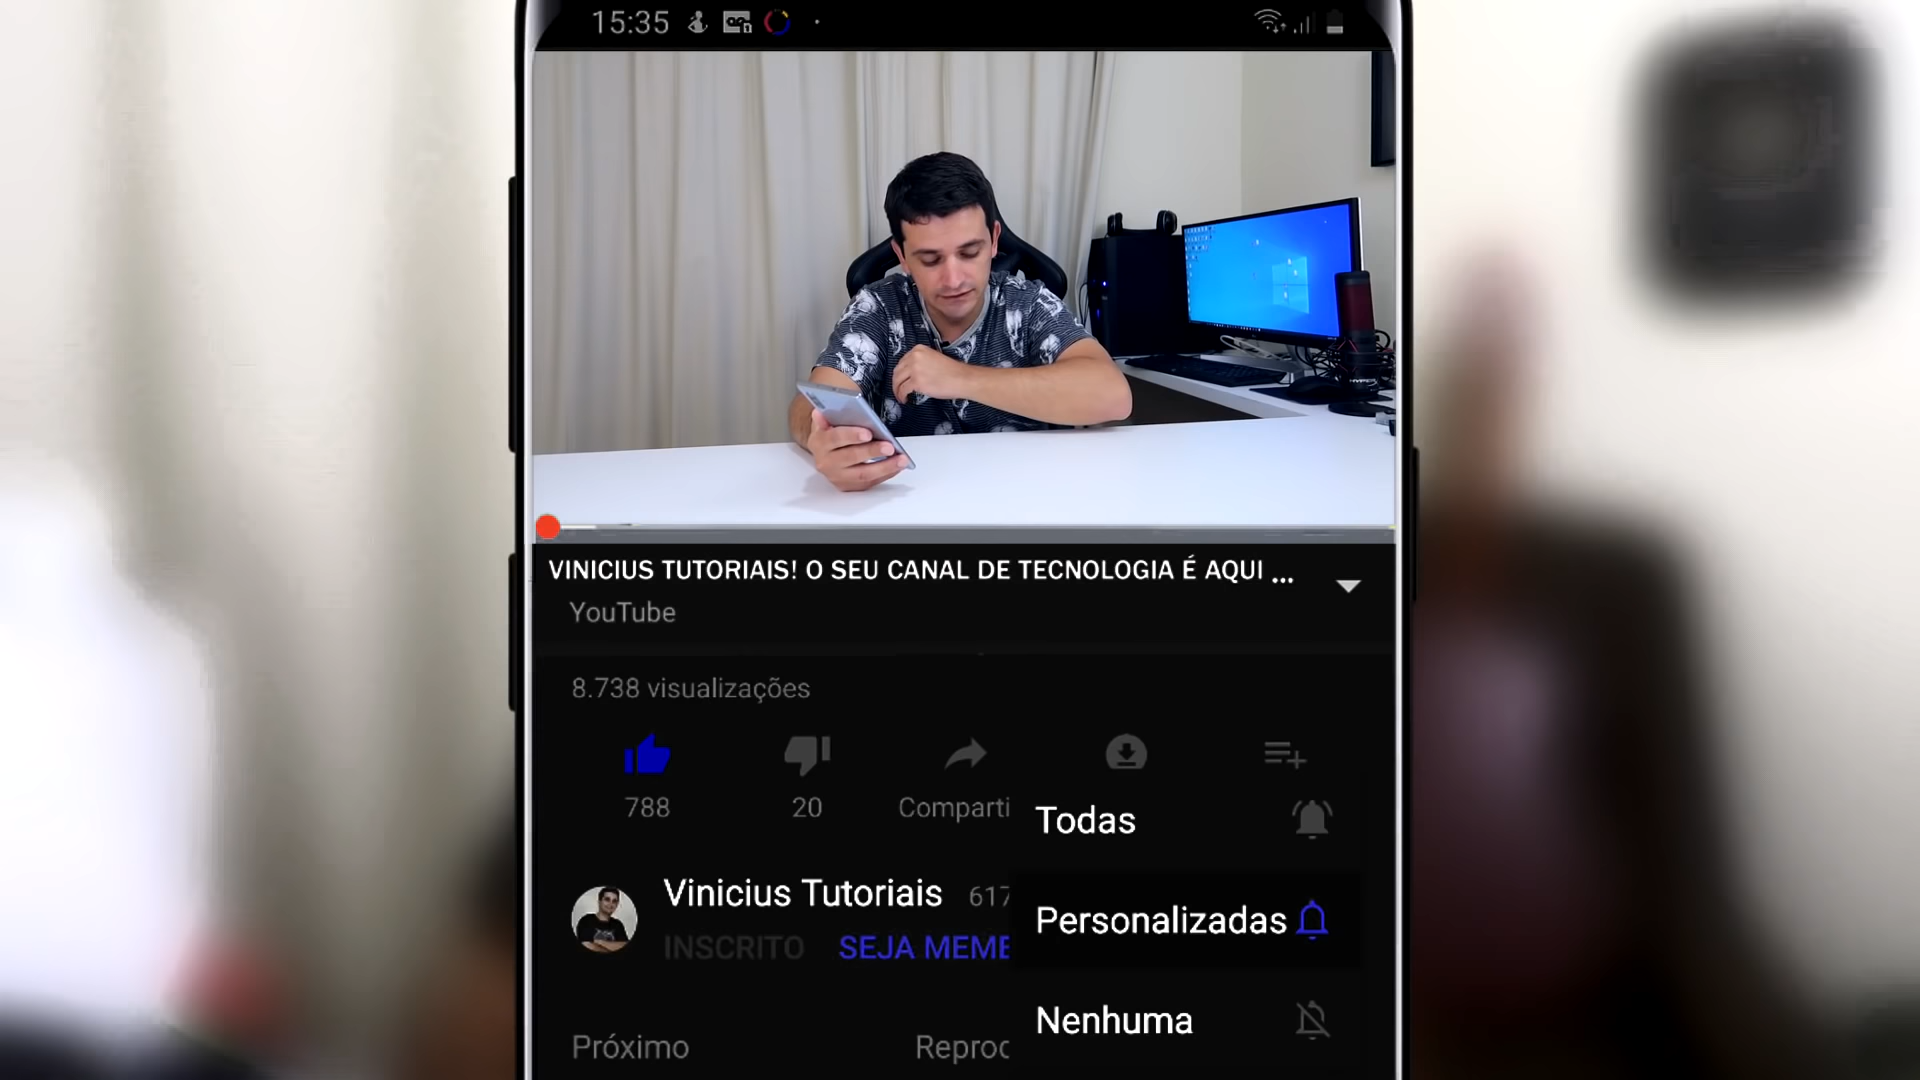 15:35
VINICIUS TUTORIAIS! O SEU CANAL DE TECNOLOGIA É AQUI ...
YouTube
8.738 visualizações
788
20
Comparti
Todas
Vinicius Tutoriais
617
Personalizadas
INSCRITO
SEJA MEME
Nenhuma
Próximo
Reproc